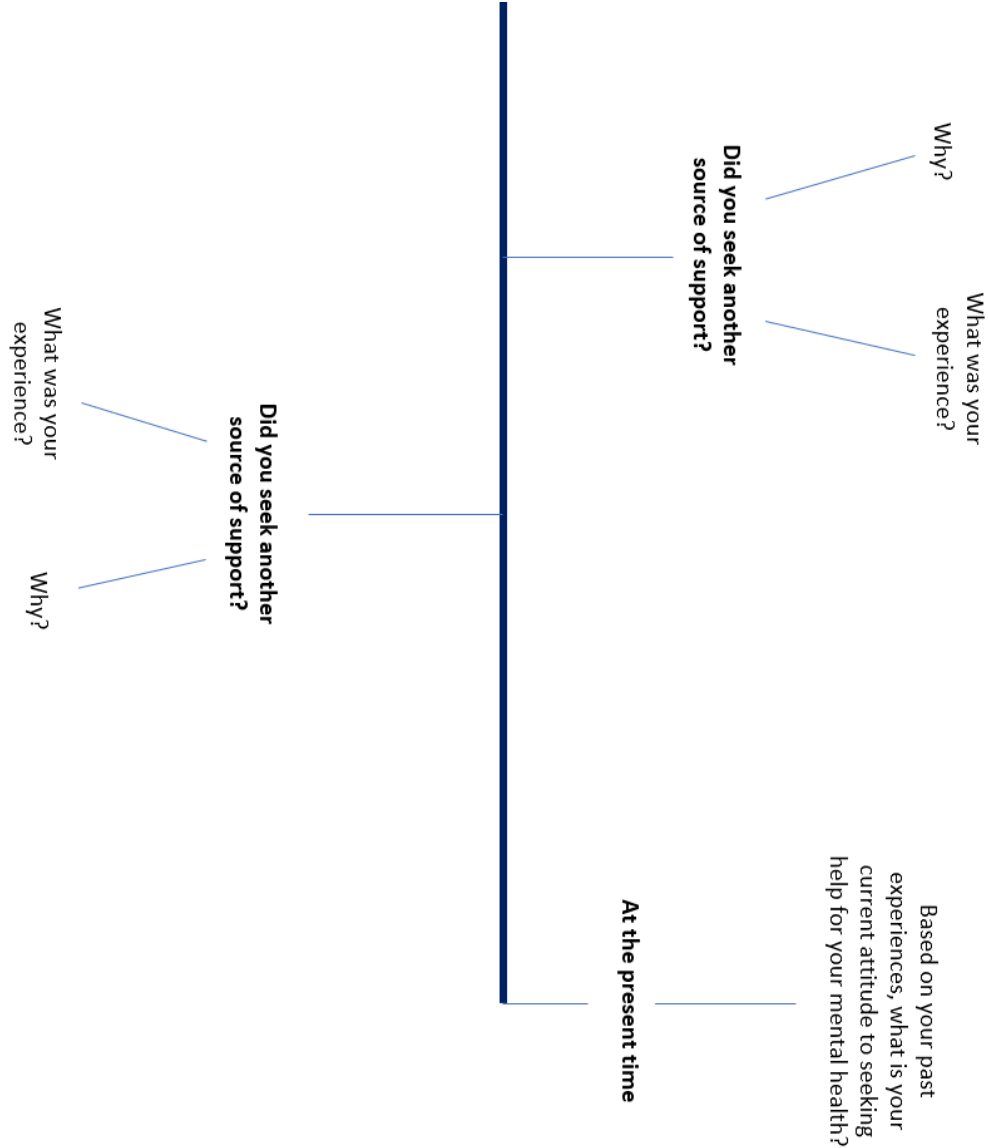 Why?
What was your
experience?
Did you seek another
source of support?
Based on your past
experiences, what is your
current attitude to seeking
help for your mental health?
At the present time
Did you seek another
source of support?
What was your
experience?
Why?